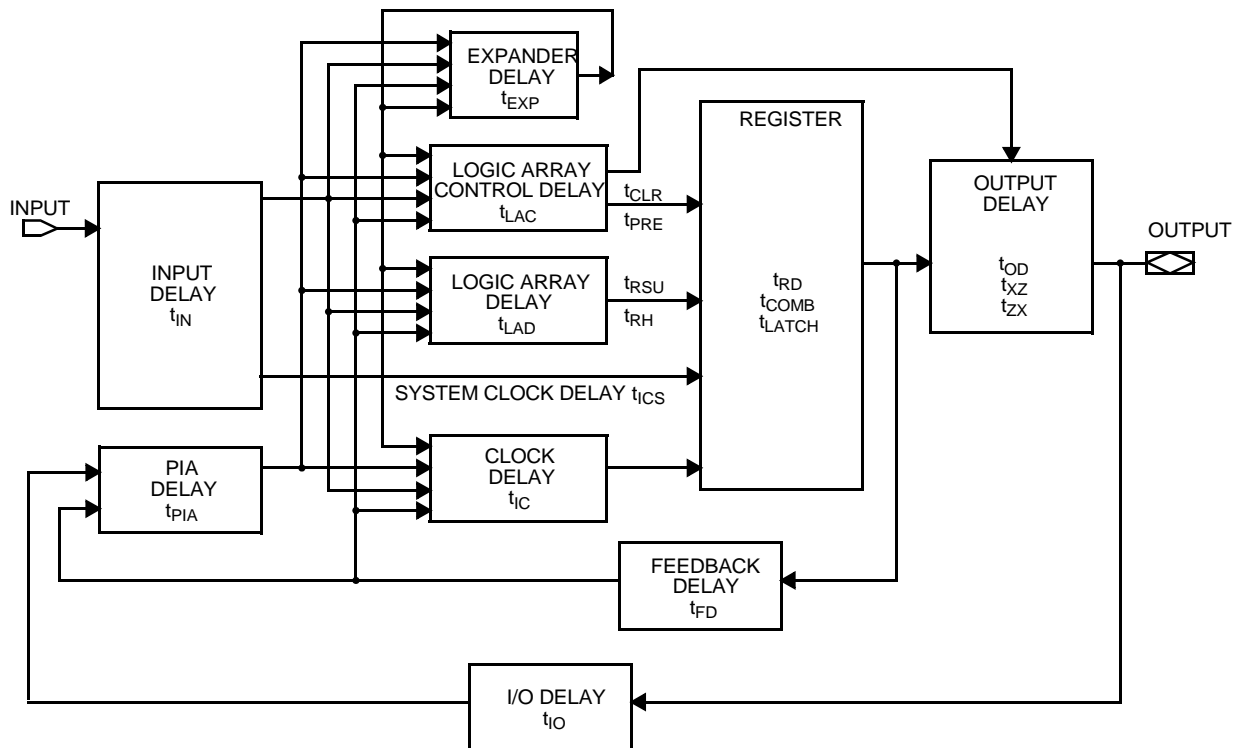 EXPANDER
DELAY
tEXP
REGISTER
LOGIC ARRAY
CONTROL DELAY
tLAC
tCLR
tPRE
OUTPUT
DELAY
INPUT
OUTPUT
INPUT
DELAY
tIN
LOGIC ARRAY
DELAY
tLAD
tRSU
tRH
tRD
tCOMB
tLATCH
tOD
tXZ
tZX
SYSTEM CLOCK DELAY tICS
PIA
DELAY
tPIA
CLOCK
DELAY
tIC
FEEDBACK
DELAY
tFD
I/O DELAY
tIO